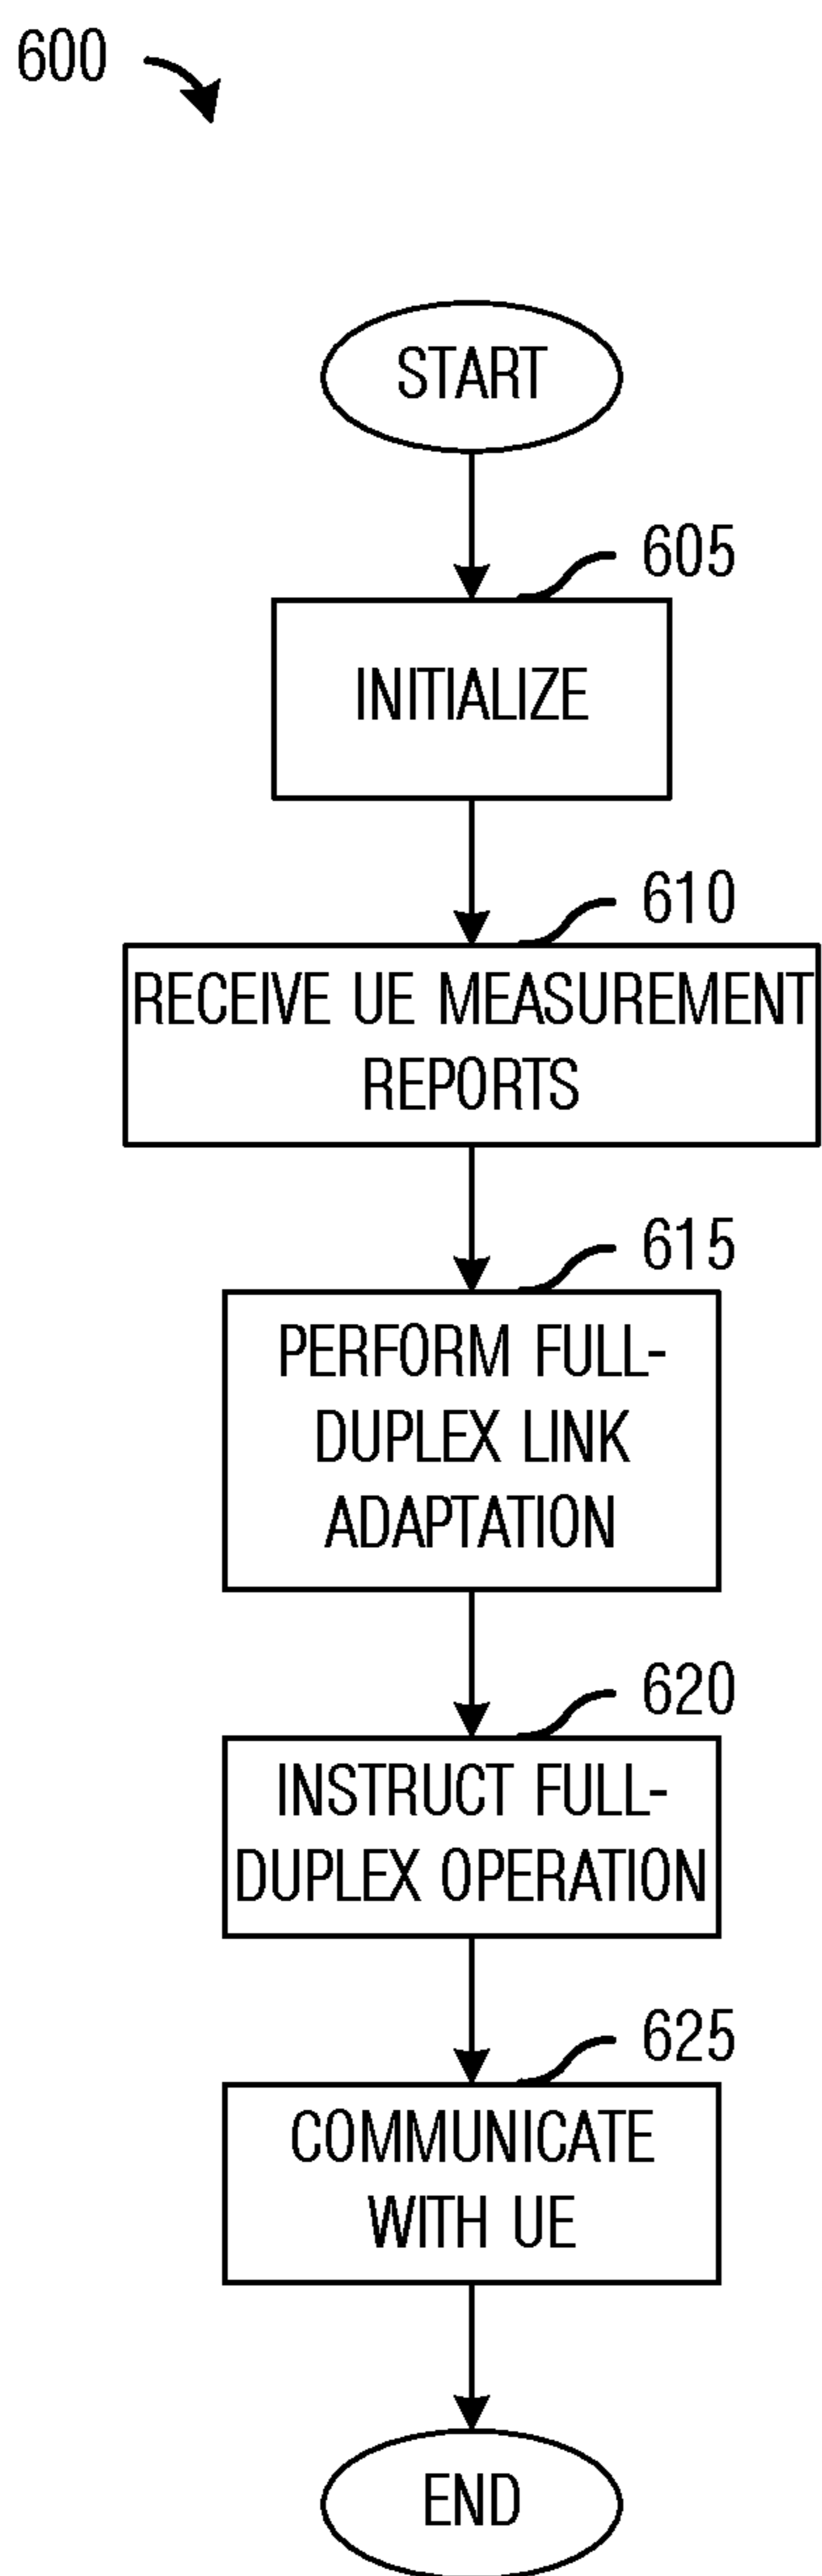 600
START
605
INITIALIZE
610
RECEIVE UE MEASUREMENT
REPORTS
615
PERFORM FULL-
DUPLEX LINK
ADAPTATION
620
INSTRUCT FULL-
DUPLEX OPERATION
625
COMMUNICATE
WITH UE
END